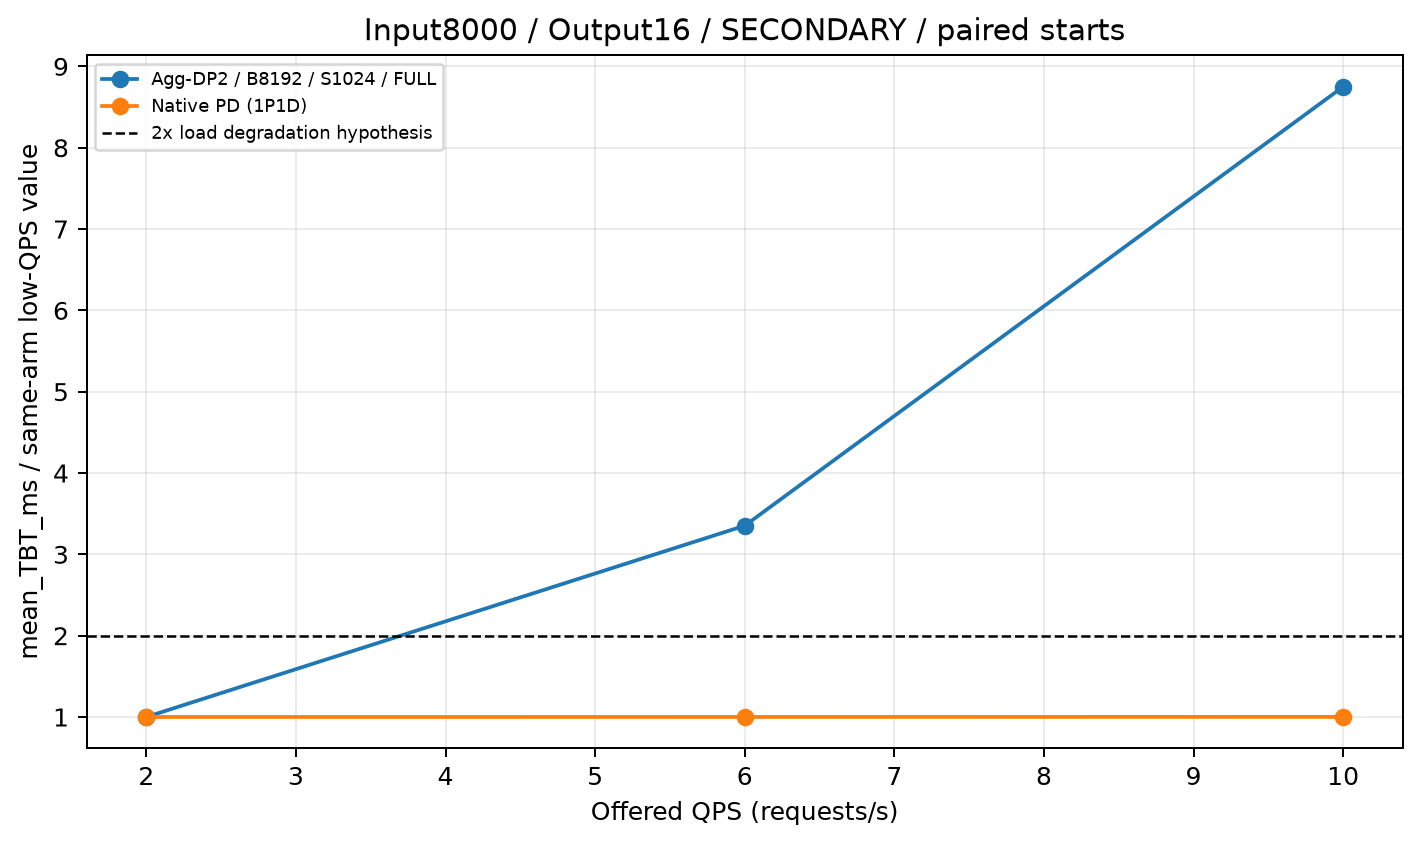 Input8000 / Output16 / SECONDARY / paired starts
mean_TBT_ms / same-arm low-QPS value
9
8
7
6
5
4
3
2
1
Agg-DP2 / B8192 / S1024 / FULL
Native PD (1P1D)
2x load degradation hypothesis
2 3 4 5 6 7 8 9 10
Offered QPS (requests/s)